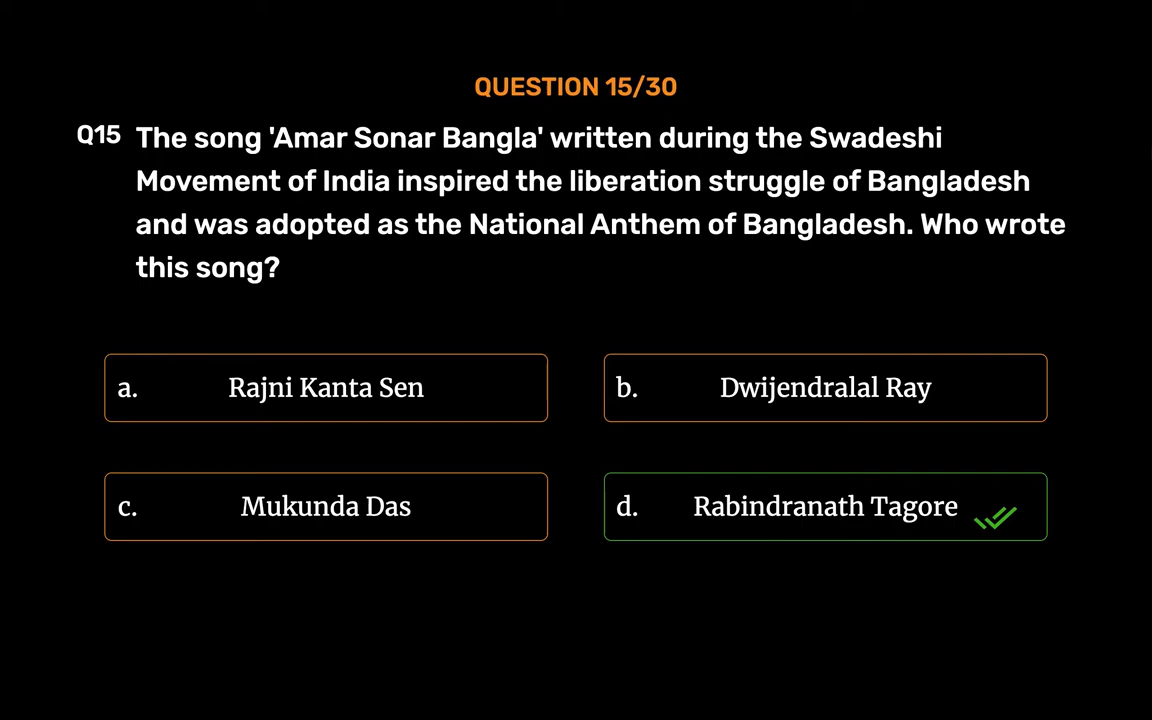 QUESTION 15/30
Q15 The song 'Amar Sonar Bangla' written during the Swadeshi
Movement of India inspired the liberation struggle of Bangladesh
and was adopted as the National Anthem of Bangladesh. Who wrote
this song?
a. Rajni Kanta Sen
b. Dwijendralal Ray
c. Mukunda Das
d. Rabindranath Tagore